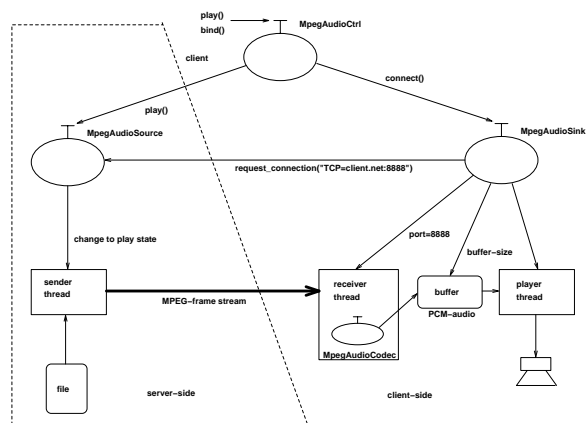 play()
bind()
MpegAudioCtrl
client
connect()
play()
MpegAudioSource
MpegAudioSink
request_connection("TCP=client.net:8888")
change to play state
port=8888
buffer-size
sender
thread
MPEG-frame stream
receiver
thread
MpegAudioCodec
buffer
PCM-audio
player
thread
file
server-side
client-side